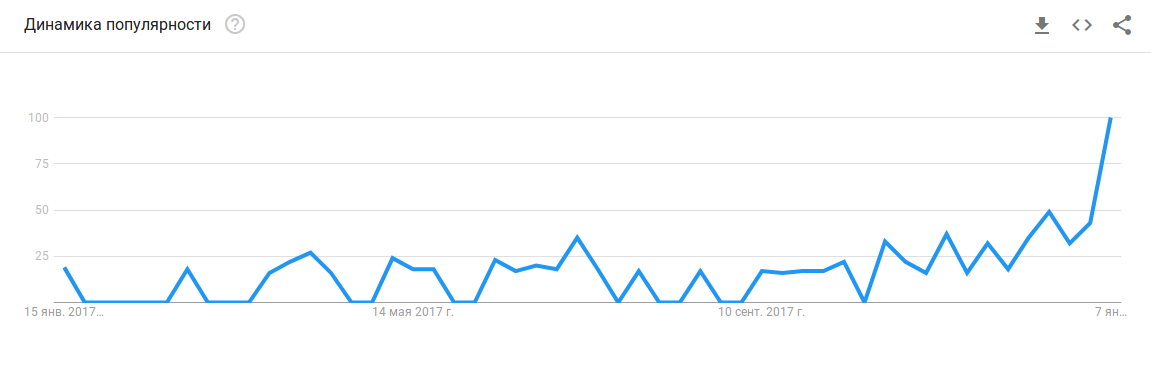 Динамика популярности
100
75
50
25
15 янв. 2017…
14 мая 2017 г.
10 сент. 2017 г.
7 ян…